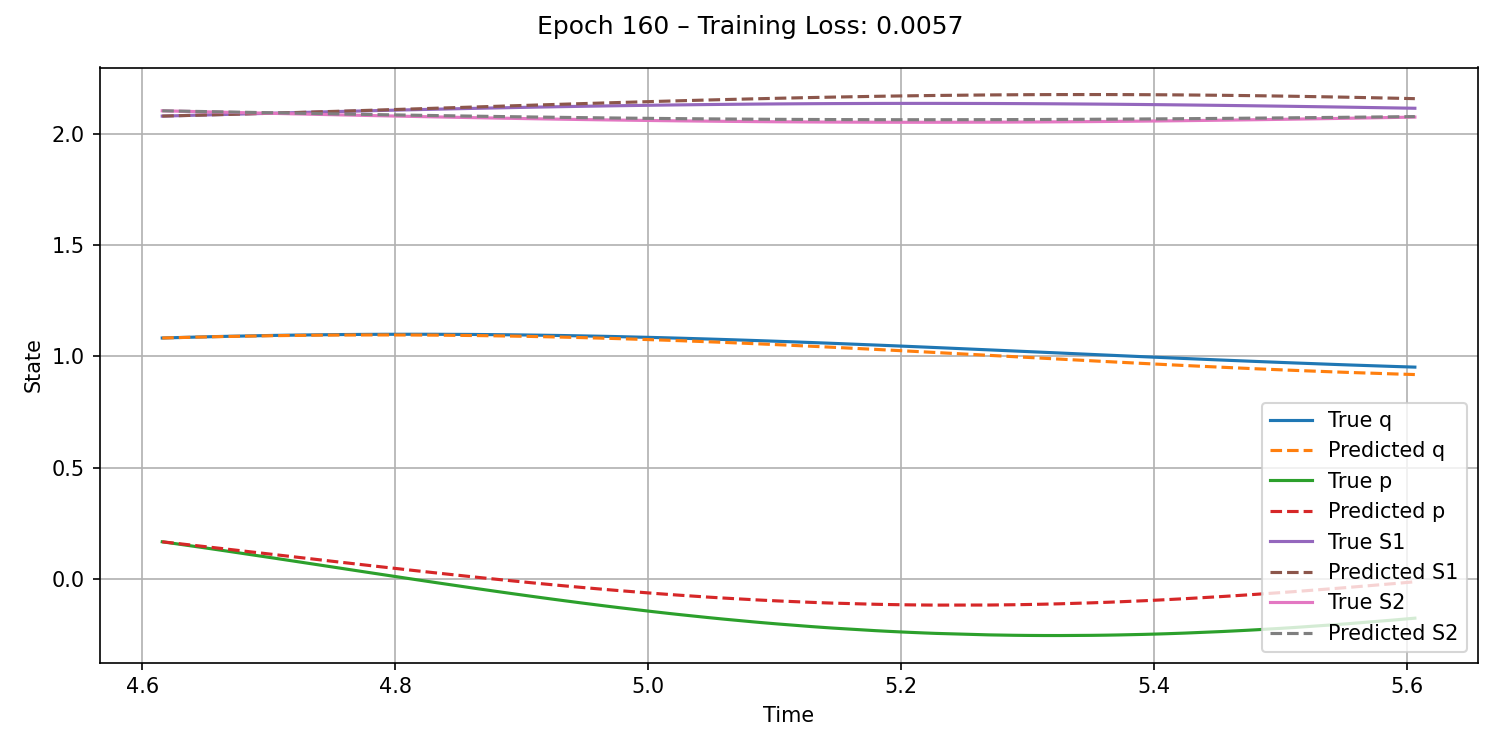 Epoch 160 – Training Loss: 0.0057
State
2.0
1.5
1.0
0.5
0.0
True q
Predicted q
True p
Predicted p
True S1
Predicted S1
True S2
Predicted S2
4.6 4.8 5.0 5.2 5.4 5.6
Time